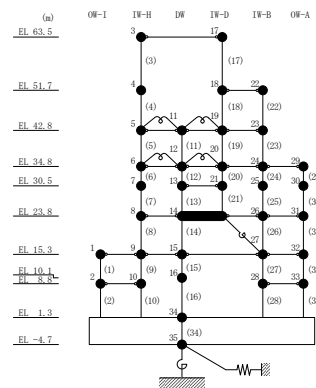 (m) OW-I IW-H DW IW-D IW-B OW-A
EL 63.5 3 17
(3) (17)
EL 51.7 4 18 22
(4) (18) (22)
EL 42.8 5 11 19 23
(5) (11) (19) (23)
EL 34.8 6 12 20 24 29
(6) (12) (20) (24)
EL 30.5 7 13 21 25 30
(7) (13) (21) (25)
EL 23.8 8 14 26 31
(8) (14) (26)
EL 15.3 1 9 15 27 32
(1) (9) (15) (27)
EL 10.1 16
EL 8.8 2 10 28 33
(2) (10) (16) (28)
EL 1.3 34
(34)
EL -4.7 35